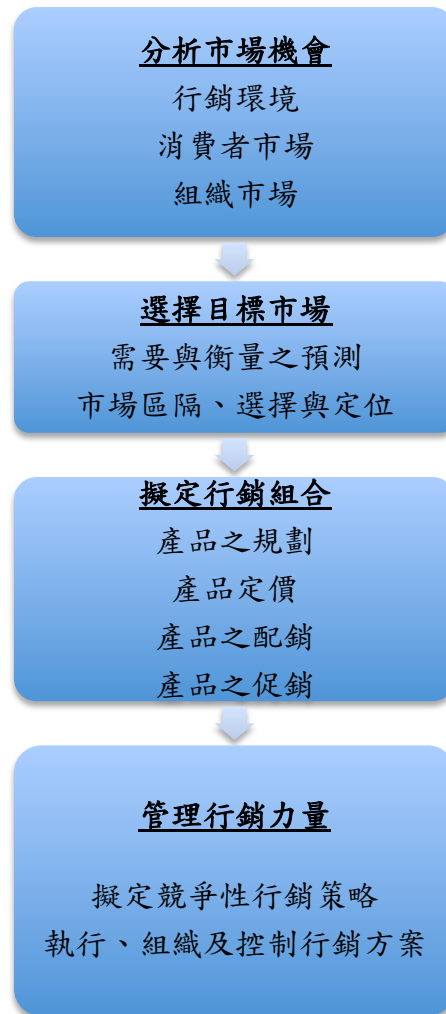 分析市場機會
行銷環境
消費者市場
組織市場
選擇目標市場
需要與衡量之預測
市場區隔、選擇與定位
擬定行銷組合
產品之規劃
產品定價
產品之配銷
產品之促銷
管理行銷力量
擬定競爭性行銷策略
執行、組織及控制行銷方案